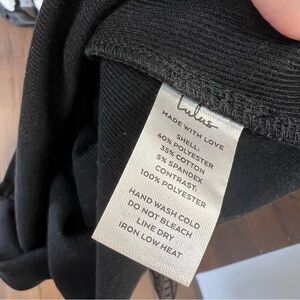 Lulus
MADE WITH LOVE
SHELL:
60% POLYESTER
35% COTTON
5% SPANDEX
CONTRAST:
100% POLYESTER
HAND WASH COLD
DO NOT BLEACH
LINE DRY
IRON LOW HEAT